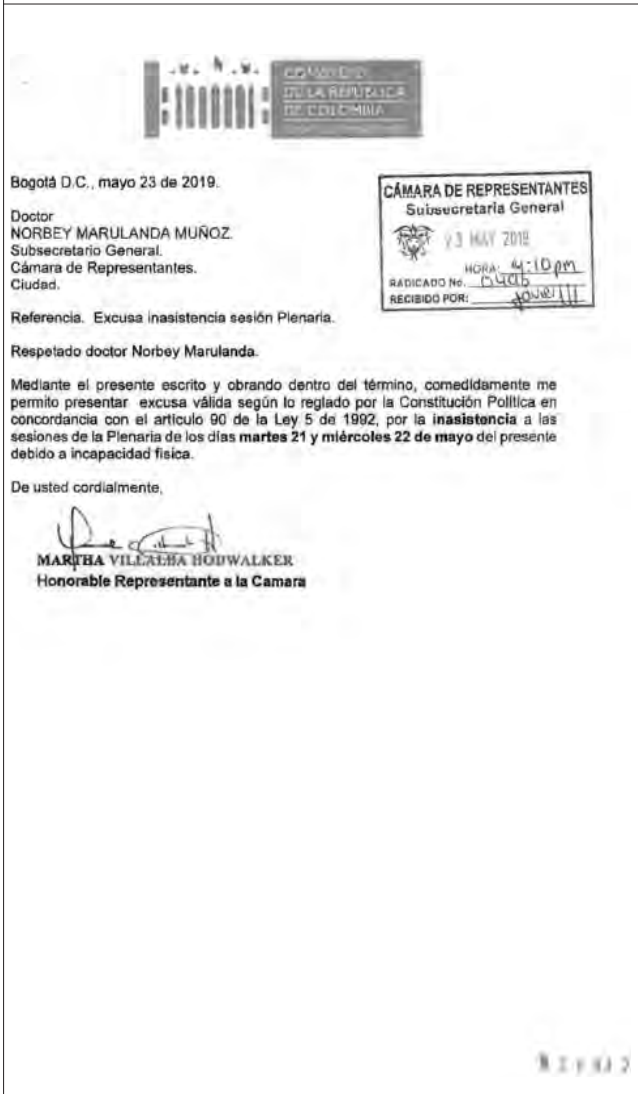 CONGRESO
DE LA REPÚBLICA
DE COLOMBIA
Bogotá D.C., mayo 23 de 2019.
CÁMARA DE REPRESENTANTES
Subsecretaria General
23 MAY 2019
HORA: 4:10 pm
RADICADO No.
RECIBIDO POR: Javier
Doctor
NORBEY MARULANDA MUÑOZ.
Subsecretario General.
Cámara de Representantes.
Ciudad.
Referencia. Excusa inasistencia sesión Plenaria.
Respetado doctor Norbey Marulanda.
Mediante el presente escrito y obrando dentro del término, comedidamente me
permito presentar excusa válida según lo reglado por la Constitución Política en
concordancia con el articulo 90 de la Ley 5 de 1992, por la inasistencia a las
sesiones de la Plenaria de los días martes 21 y miércoles 22 de mayo del presente
debido a incapacidad física.
De usted cordialmente,
MARTHA VILLALBA HODWALKER
Honorable Representante a la Camara